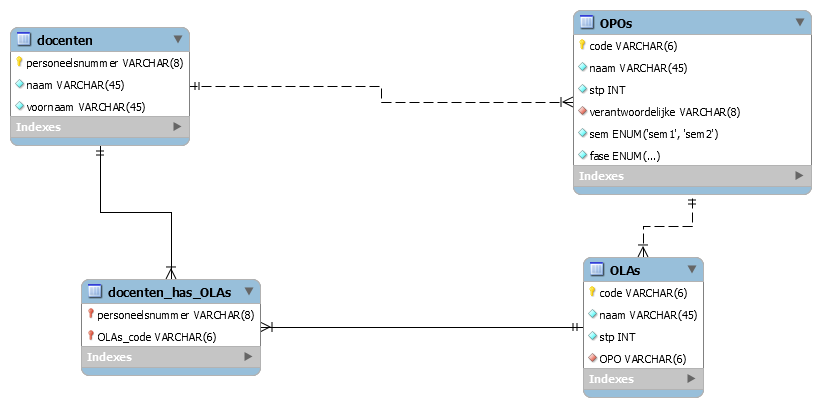 docenten
personeelsnummer VARCHAR(8)
naam VARCHAR(45)
voornaam VARCHAR(45)
Indexes
OPOs
code VARCHAR(6)
naam VARCHAR(45)
stp INT
verantwoordelijke VARCHAR(8)
sem ENUM('sem1', 'sem2')
fase ENUM(...)
Indexes
docenten_has_OLAs
personeelsnummer VARCHAR(8)
OLAs_code VARCHAR(6)
Indexes
OLAs
code VARCHAR(6)
naam VARCHAR(45)
stp INT
OPO VARCHAR(6)
Indexes